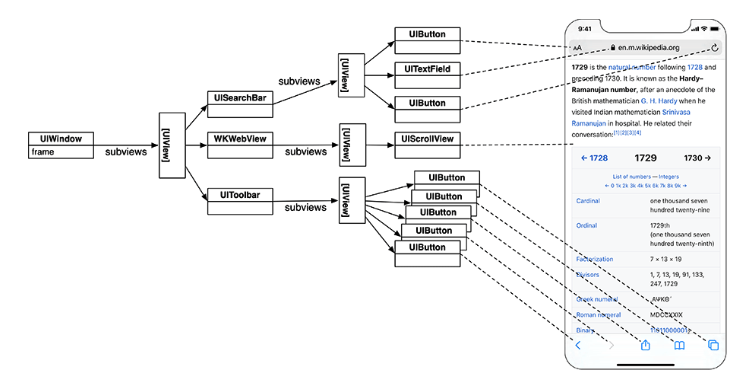 UIWindow
frame
subviews
[UIView]
UISearchBar
WKWebView
UIToolbar
subviews
subviews
subviews
[UIView]
[UIView]
[UIView]
UIButton
UITextField
UIButton
UIScrollView
UIButton
UIButton
UIButton
UIButton
UIButton
9:41
AA
en.m.wikipedia.org
1729 is the natural number following 1728 and
preceding 1730. It is known as the Hardy–
Ramanujan number, after an anecdote of the
British mathematician G. H. Hardy when he
visited Indian mathematician Srinivasa
Ramanujan in hospital. He related their
conversation:[1][2][3][4]
← 1728 1729 1730 →
List of numbers — Integers
← 0 1k 2k 3k 4k 5k 6k 7k 8k 9k →
Cardinal one thousand seven
hundred twenty-nine
Ordinal 1729th
(one thousand seven
hundred twenty-ninth)
Factorization 7 × 13 × 19
Divisors 1, 7, 13, 19, 91, 133,
247, 1729
Greek numeral ͵ΑΨΚΘ´
Roman numeral MDCCXXIX
Binary 11011000001₂